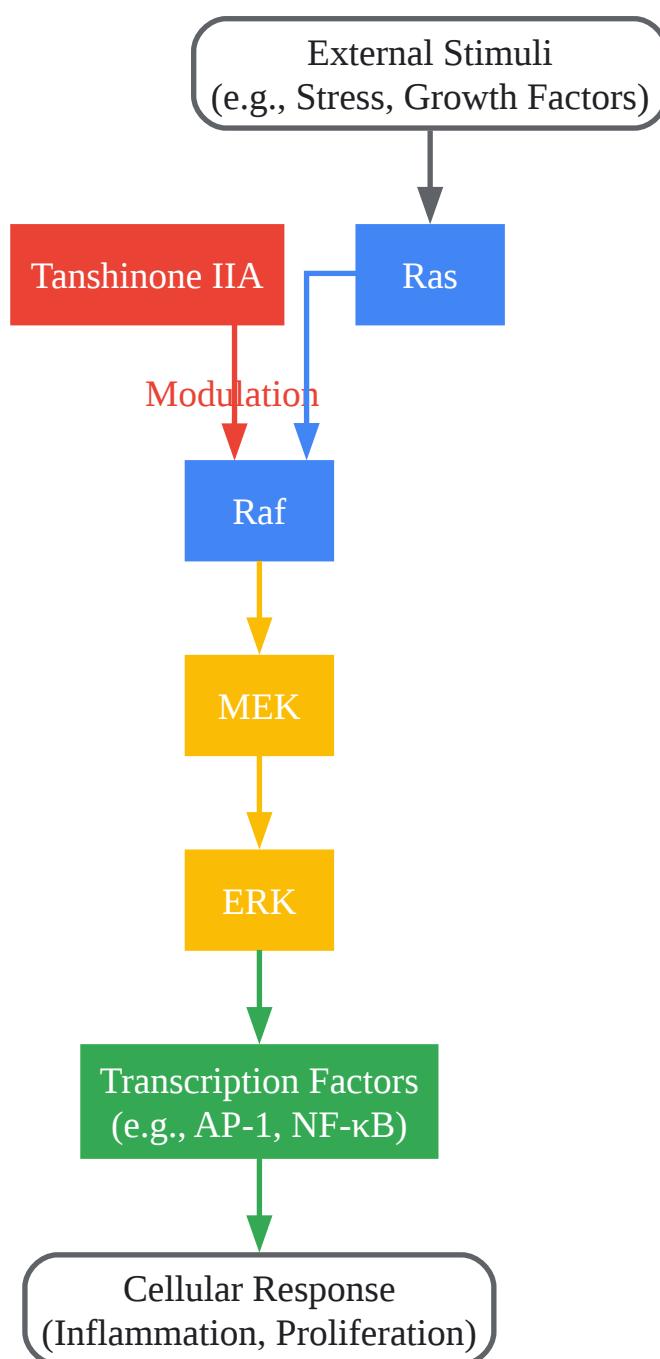 External Stimuli
(e.g., Stress, Growth Factors)
Tanshinone IIA
Ras
Modulation
Raf
MEK
ERK
Transcription Factors
(e.g., AP-1, NF-κB)
Cellular Response
(Inflammation, Proliferation)